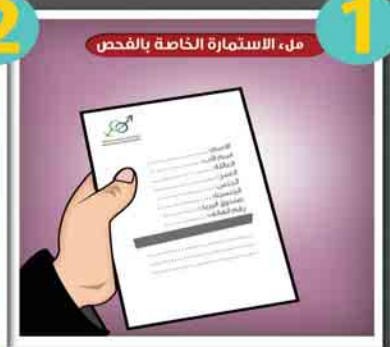 2
1
ملء الاستمارة الخاصة بالفحص
الاسم:
اسم الأب:
العائلة:
العمر:
الجنس:
الجنسية:
صندوق البريد:
رقم الهاتف: